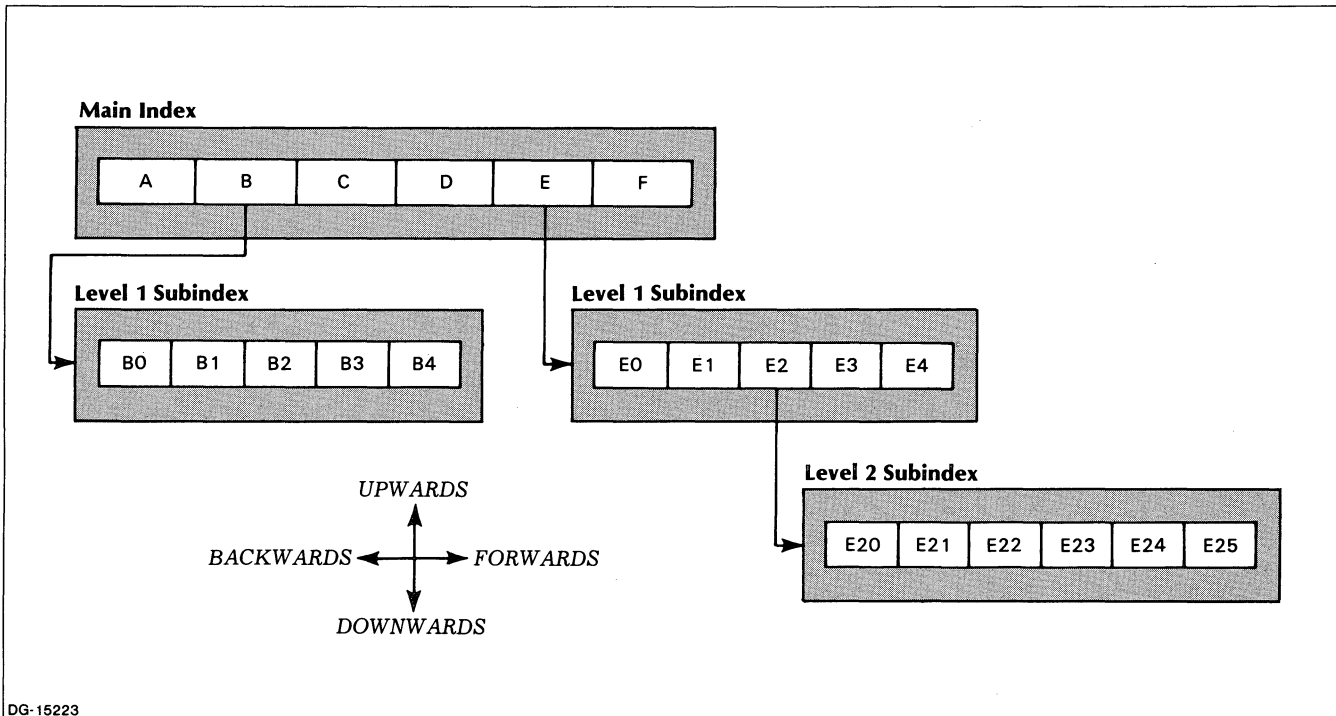 Main Index
A B C D E F
Level 1 Subindex
B0 B1 B2 B3 B4
Level 1 Subindex
E0 E1 E2 E3 E4
Level 2 Subindex
E20 E21 E22 E23 E24 E25
UPWARDS
BACKWARDS FORWARDS
DOWNWARDS
DG-15223